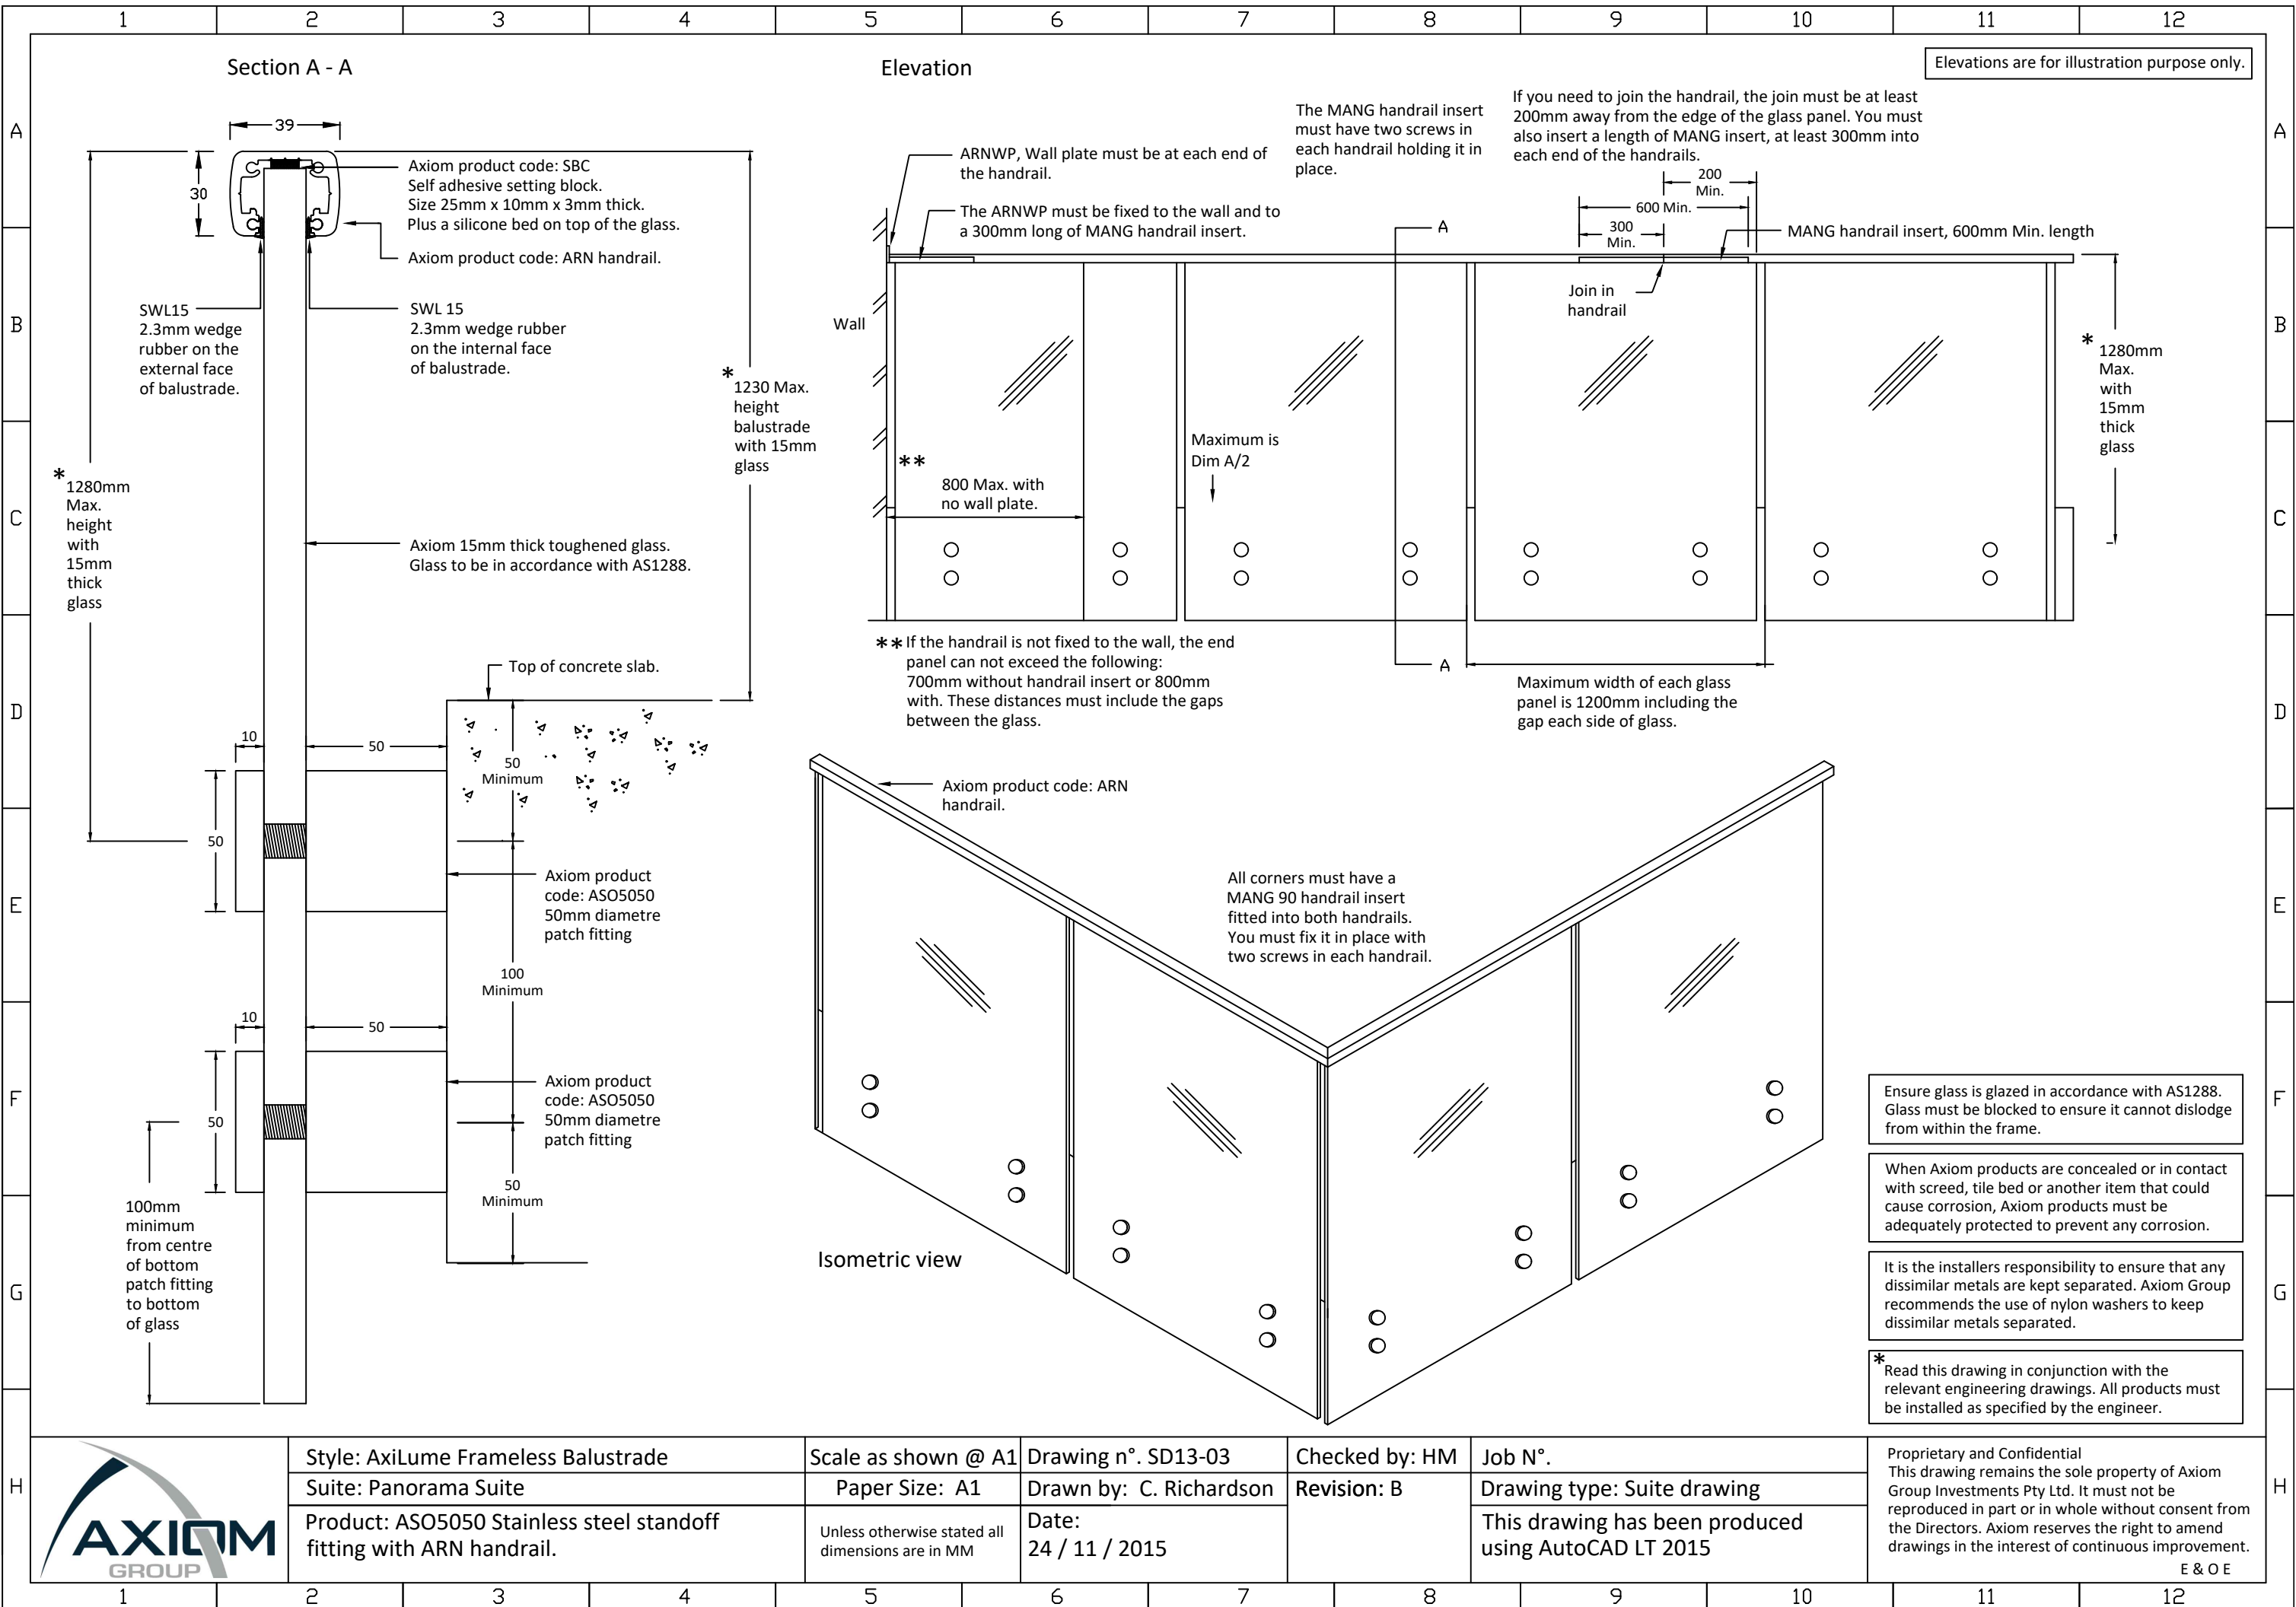 1 2 3 4 5 6 7 8 9 10 11 12
A
B
C
D
E
F
G
H
Section A - A
39
30
Axiom product code: SBC
Self adhesive setting block.
Size 25mm x 10mm x 3mm thick.
Plus a silicone bed on top of the glass.
Axiom product code: ARN handrail.
SWL15
2.3mm wedge
rubber on the
external face
of balustrade.
SWL 15
2.3mm wedge rubber
on the internal face
of balustrade.
*
1230 Max.
height
balustrade
with 15mm
glass
*
1280mm
Max.
height
with
15mm
thick
glass
Axiom 15mm thick toughened glass.
Glass to be in accordance with AS1288.
Top of concrete slab.
10
50
50
Minimum
50
Axiom product
code: ASO5050
50mm diametre
patch fitting
100
Minimum
10
50
50
Axiom product
code: ASO5050
50mm diametre
patch fitting
50
Minimum
100mm
minimum
from centre
of bottom
patch fitting
to bottom
of glass
Elevation
Elevations are for illustration purpose only.
ARNWP, Wall plate must be at each end of
the handrail.
The ARNWP must be fixed to the wall and to
a 300mm long of MANG handrail insert.
The MANG handrail insert
must have two screws in
each handrail holding it in
place.
If you need to join the handrail, the join must be at least
200mm away from the edge of the glass panel. You must
also insert a length of MANG insert, at least 300mm into
each end of the handrails.
200
Min.
600 Min.
300
Min.
MANG handrail insert, 600mm Min. length
A
Join in
handrail
Wall
*
1280mm
Max.
with
15mm
thick
glass
Maximum is
Dim A/2
**
800 Max. with
no wall plate.
** If the handrail is not fixed to the wall, the end
panel can not exceed the following:
700mm without handrail insert or 800mm
with. These distances must include the gaps
between the glass.
A
Maximum width of each glass
panel is 1200mm including the
gap each side of glass.
Axiom product code: ARN
handrail.
All corners must have a
MANG 90 handrail insert
fitted into both handrails.
You must fix it in place with
two screws in each handrail.
Isometric view
Ensure glass is glazed in accordance with AS1288.
Glass must be blocked to ensure it cannot dislodge
from within the frame.
When Axiom products are concealed or in contact
with screed, tile bed or another item that could
cause corrosion, Axiom products must be
adequately protected to prevent any corrosion.
It is the installers responsibility to ensure that any
dissimilar metals are kept separated. Axiom Group
recommends the use of nylon washers to keep
dissimilar metals separated.
*
Read this drawing in conjunction with the
relevant engineering drawings. All products must
be installed as specified by the engineer.
AXIOM
GROUP
Style: AxiLume Frameless Balustrade
Suite: Panorama Suite
Product: ASO5050 Stainless steel standoff
fitting with ARN handrail.
Scale as shown @ A1
Paper Size: A1
Unless otherwise stated all
dimensions are in MM
Drawing n°. SD13-03
Drawn by: C. Richardson
Date:
24 / 11 / 2015
Checked by: HM
Revision: B
Job N°.
Drawing type: Suite drawing
This drawing has been produced
using AutoCAD LT 2015
Proprietary and Confidential
This drawing remains the sole property of Axiom
Group Investments Pty Ltd. It must not be
reproduced in part or in whole without consent from
the Directors. Axiom reserves the right to amend
drawings in the interest of continuous improvement.
E & O E
A
B
C
D
E
F
G
H
1 2 3 4 5 6 7 8 9 10 11 12